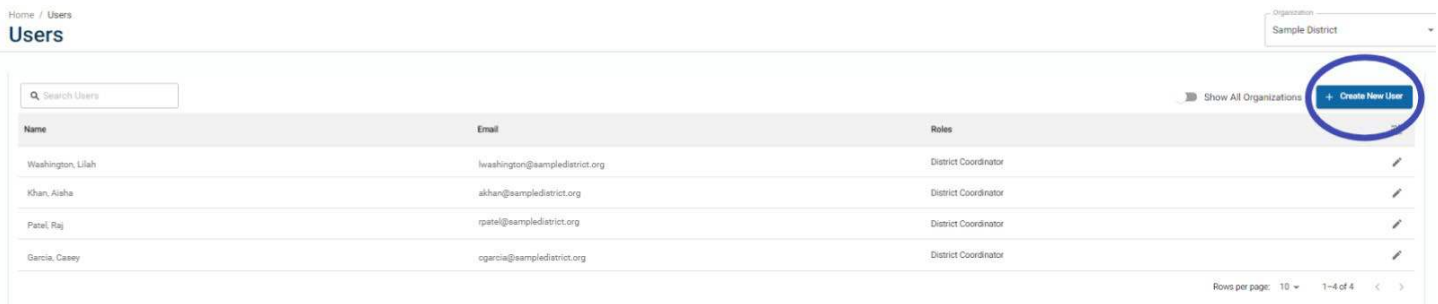 Home / Users
Users
Organization
Sample District
Search Users
Show All Organizations
+ Create New User
Name Email Roles
Washington, Lilah lwashington@sampledistrict.org District Coordinator
Khan, Aisha akhan@sampledistrict.org District Coordinator
Patel, Raj rpatel@sampledistrict.org District Coordinator
Garcia, Casey cgarcia@sampledistrict.org District Coordinator
Rows per page: 10 1–4 of 4